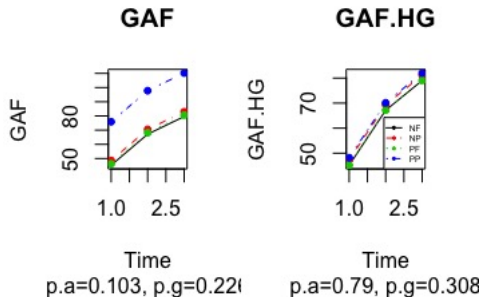 GAF
GAF
50 80
1.0 2.5
Time
p.a=0.103, p.g=0.226
GAF.HG
GAF.HG
50 70
NF
NP
PF
PP
1.0 2.5
Time
p.a=0.79, p.g=0.308